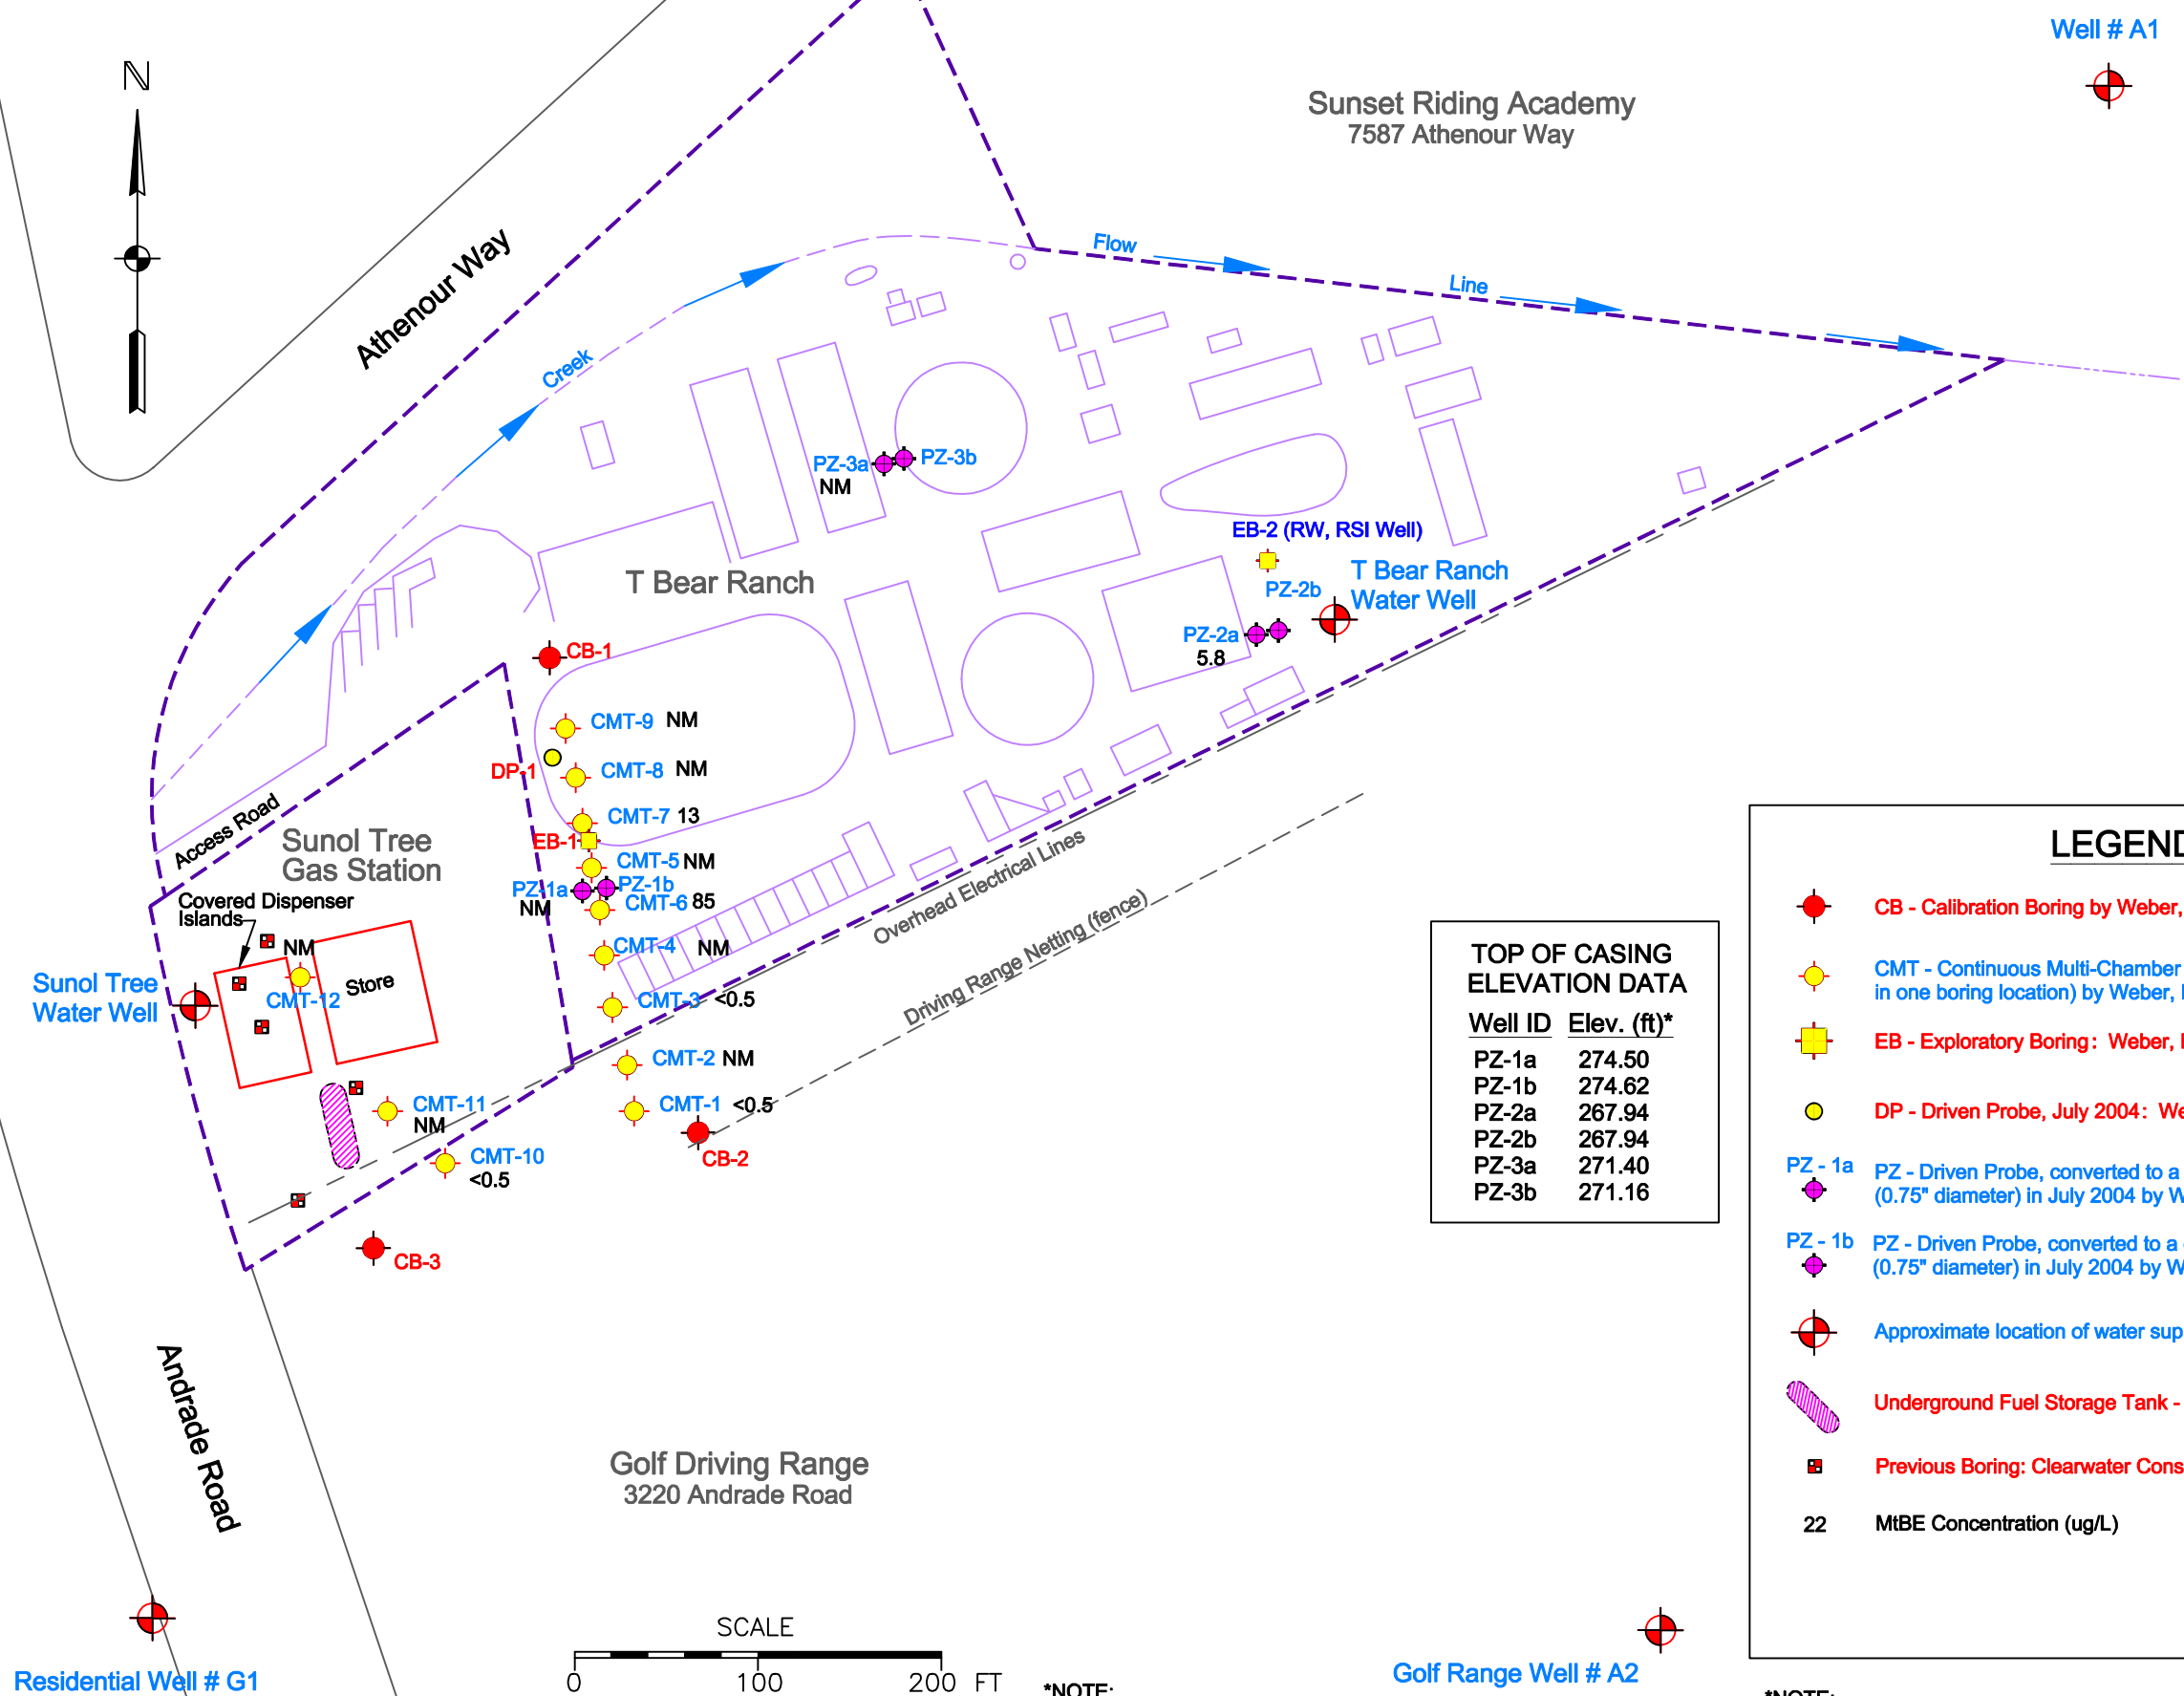 Well # A1
N
Sunset Riding Academy
7587 Athenour Way
Athenour Way
Flow
Line
Creek
PZ-3a
PZ-3b
NM
EB-2 (RW, RSI Well)
T Bear Ranch
T Bear Ranch
Water Well
PZ-2b
PZ-2a
5.8
CB-1
CMT-9 NM
DP-1
CMT-8 NM
CMT-7 13
EB-1
CMT-5 NM
PZ-1a
PZ-1b
NM
CMT-6 85
CMT-4 NM
CMT-3 <0.5
CMT-2 NM
CMT-1 <0.5
CB-2
Access Road
Sunol Tree
Gas Station
Covered Dispenser
Islands
NM
CMT-12
Store
Sunol Tree
Water Well
CMT-11
NM
CMT-10
<0.5
CB-3
Overhead Electrical Lines
Driving Range Netting (fence)
TOP OF CASING
ELEVATION DATA
Well ID Elev. (ft)*
PZ-1a 274.50
PZ-1b 274.62
PZ-2a 267.94
PZ-2b 267.94
PZ-3a 271.40
PZ-3b 271.16
LEGEND
CB - Calibration Boring by Weber,
CMT - Continuous Multi-Chamber
in one boring location) by Weber,
EB - Exploratory Boring: Weber,
DP - Driven Probe, July 2004: We
PZ - 1a
PZ - Driven Probe, converted to a
(0.75" diameter) in July 2004 by W
PZ - 1b
PZ - Driven Probe, converted to a
(0.75" diameter) in July 2004 by W
Approximate location of water sup
Underground Fuel Storage Tank -
Previous Boring: Clearwater Cons
22 MtBE Concentration (ug/L)
Andrade Road
Golf Driving Range
3220 Andrade Road
Residential Well # G1
SCALE
0 100 200 FT
Golf Range Well # A2
*NOTE:
*NOTE: